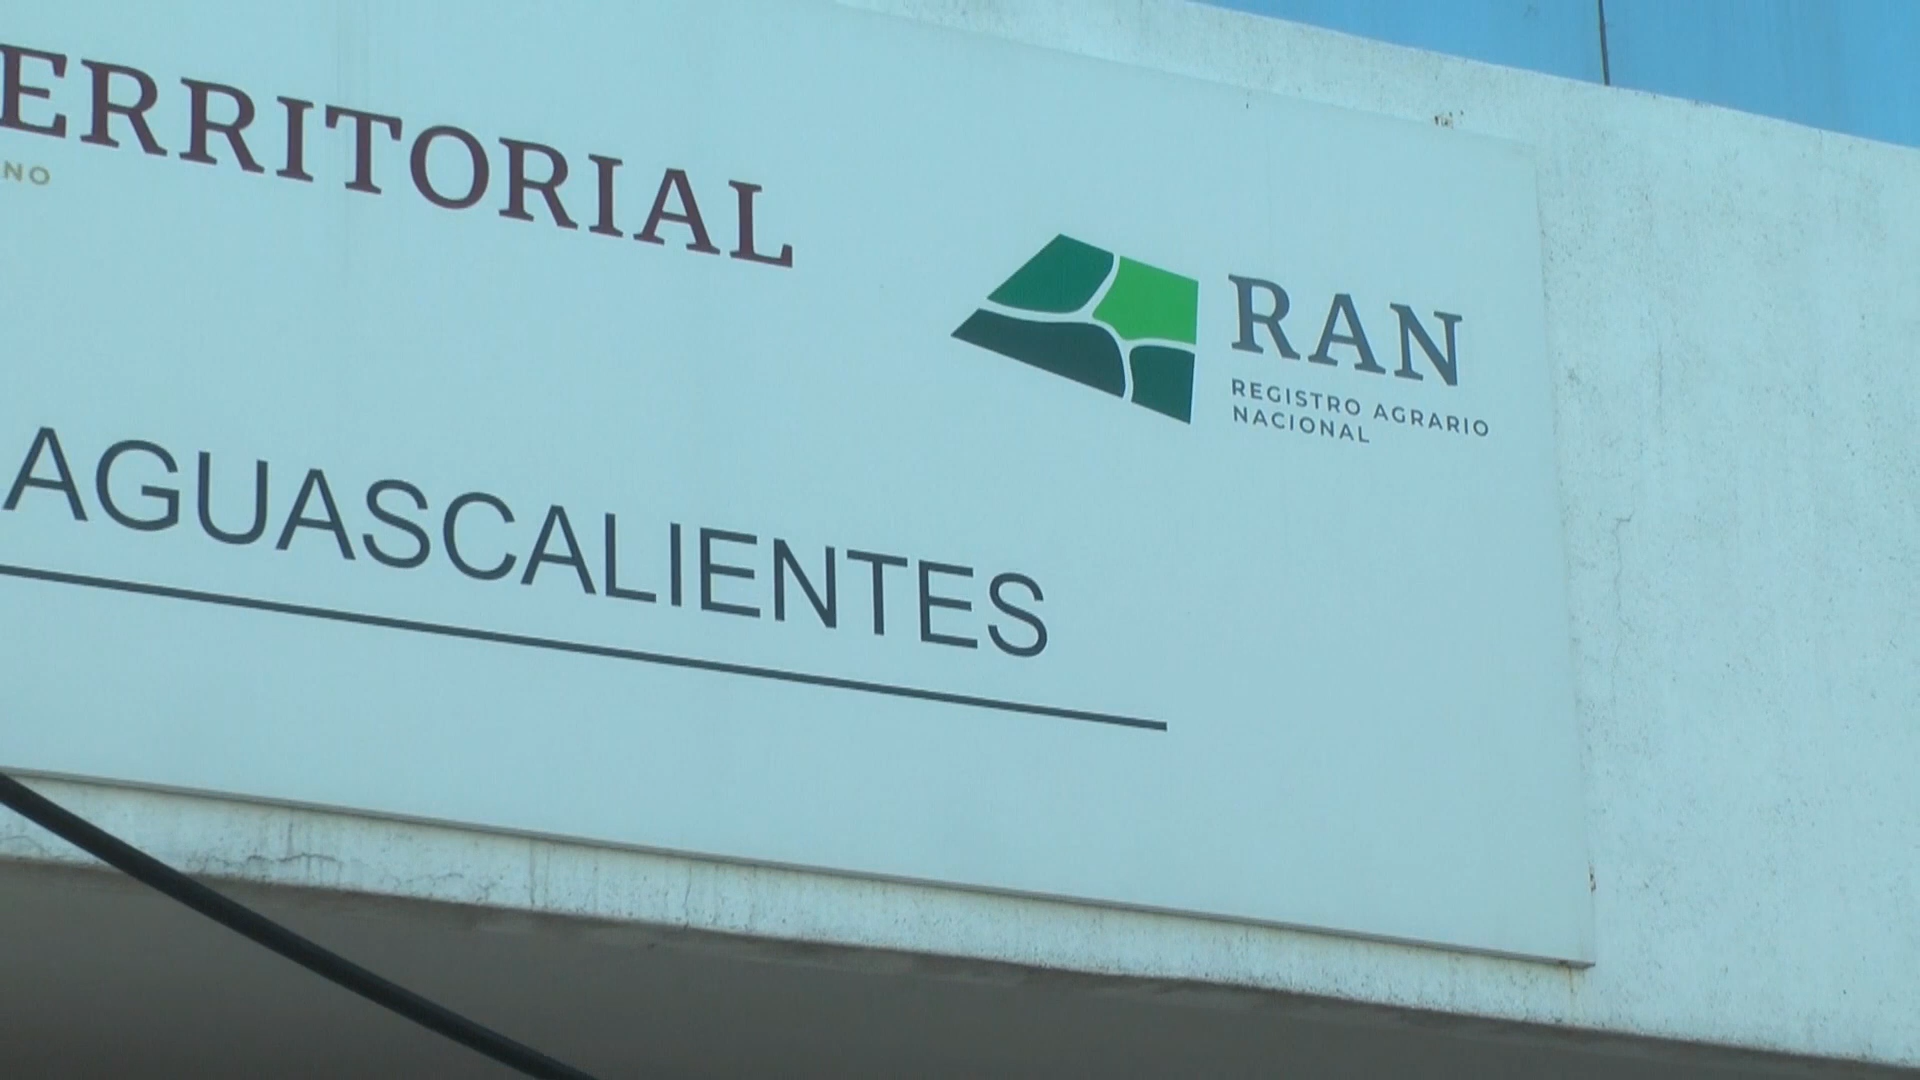 ERRITORIAL
NO
RAN
REGISTRO AGRARIO
NACIONAL
AGUASCALIENTES